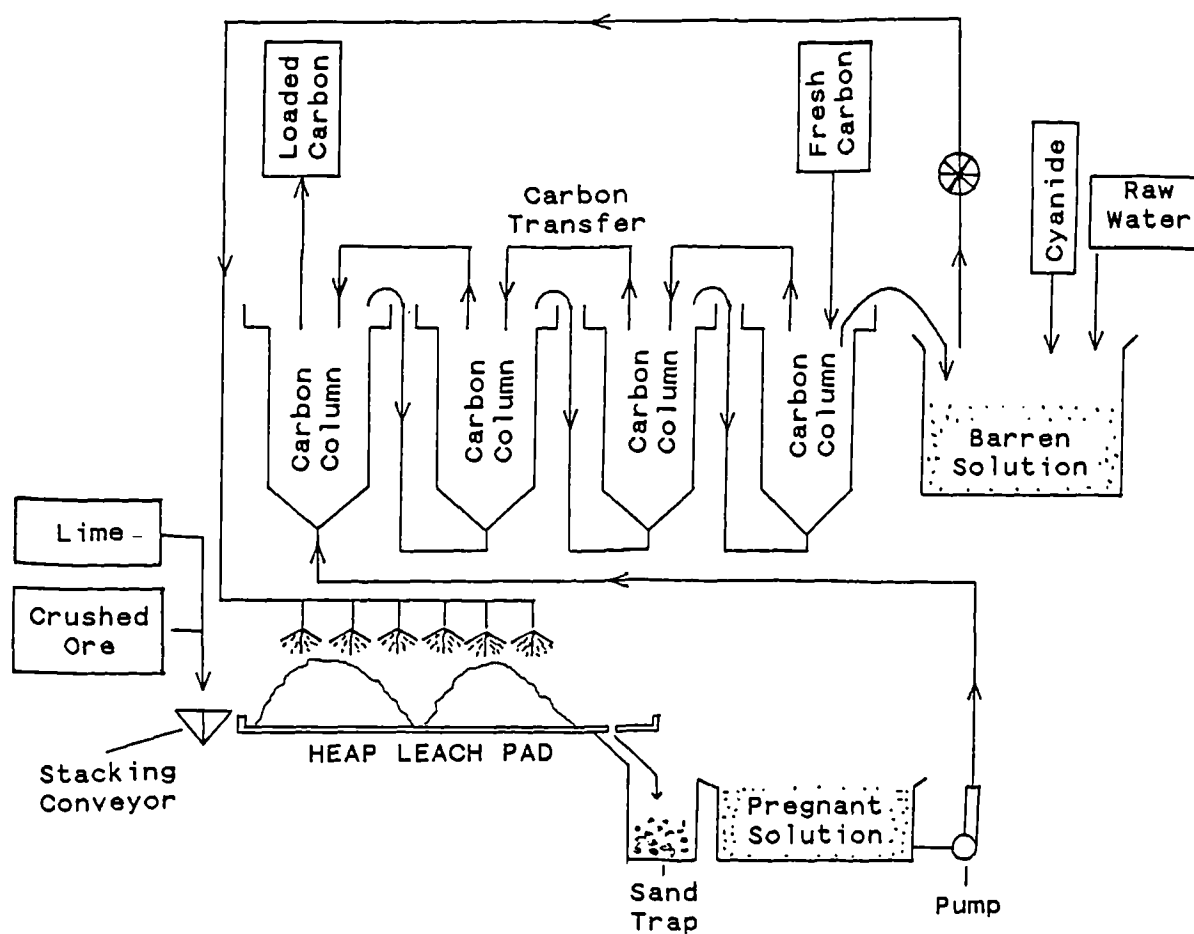 Loaded
Carbon
Fresh
Carbon
Cyanide
Raw
Water
Carbon
Transfer
Carbon
Column
Carbon
Column
Carbon
Column
Carbon
Column
Barren
Solution
Lime
Crushed
Ore
HEAP LEACH PAD
Stacking
Conveyor
Pregnant
Solution
Sand
Trap
Pump